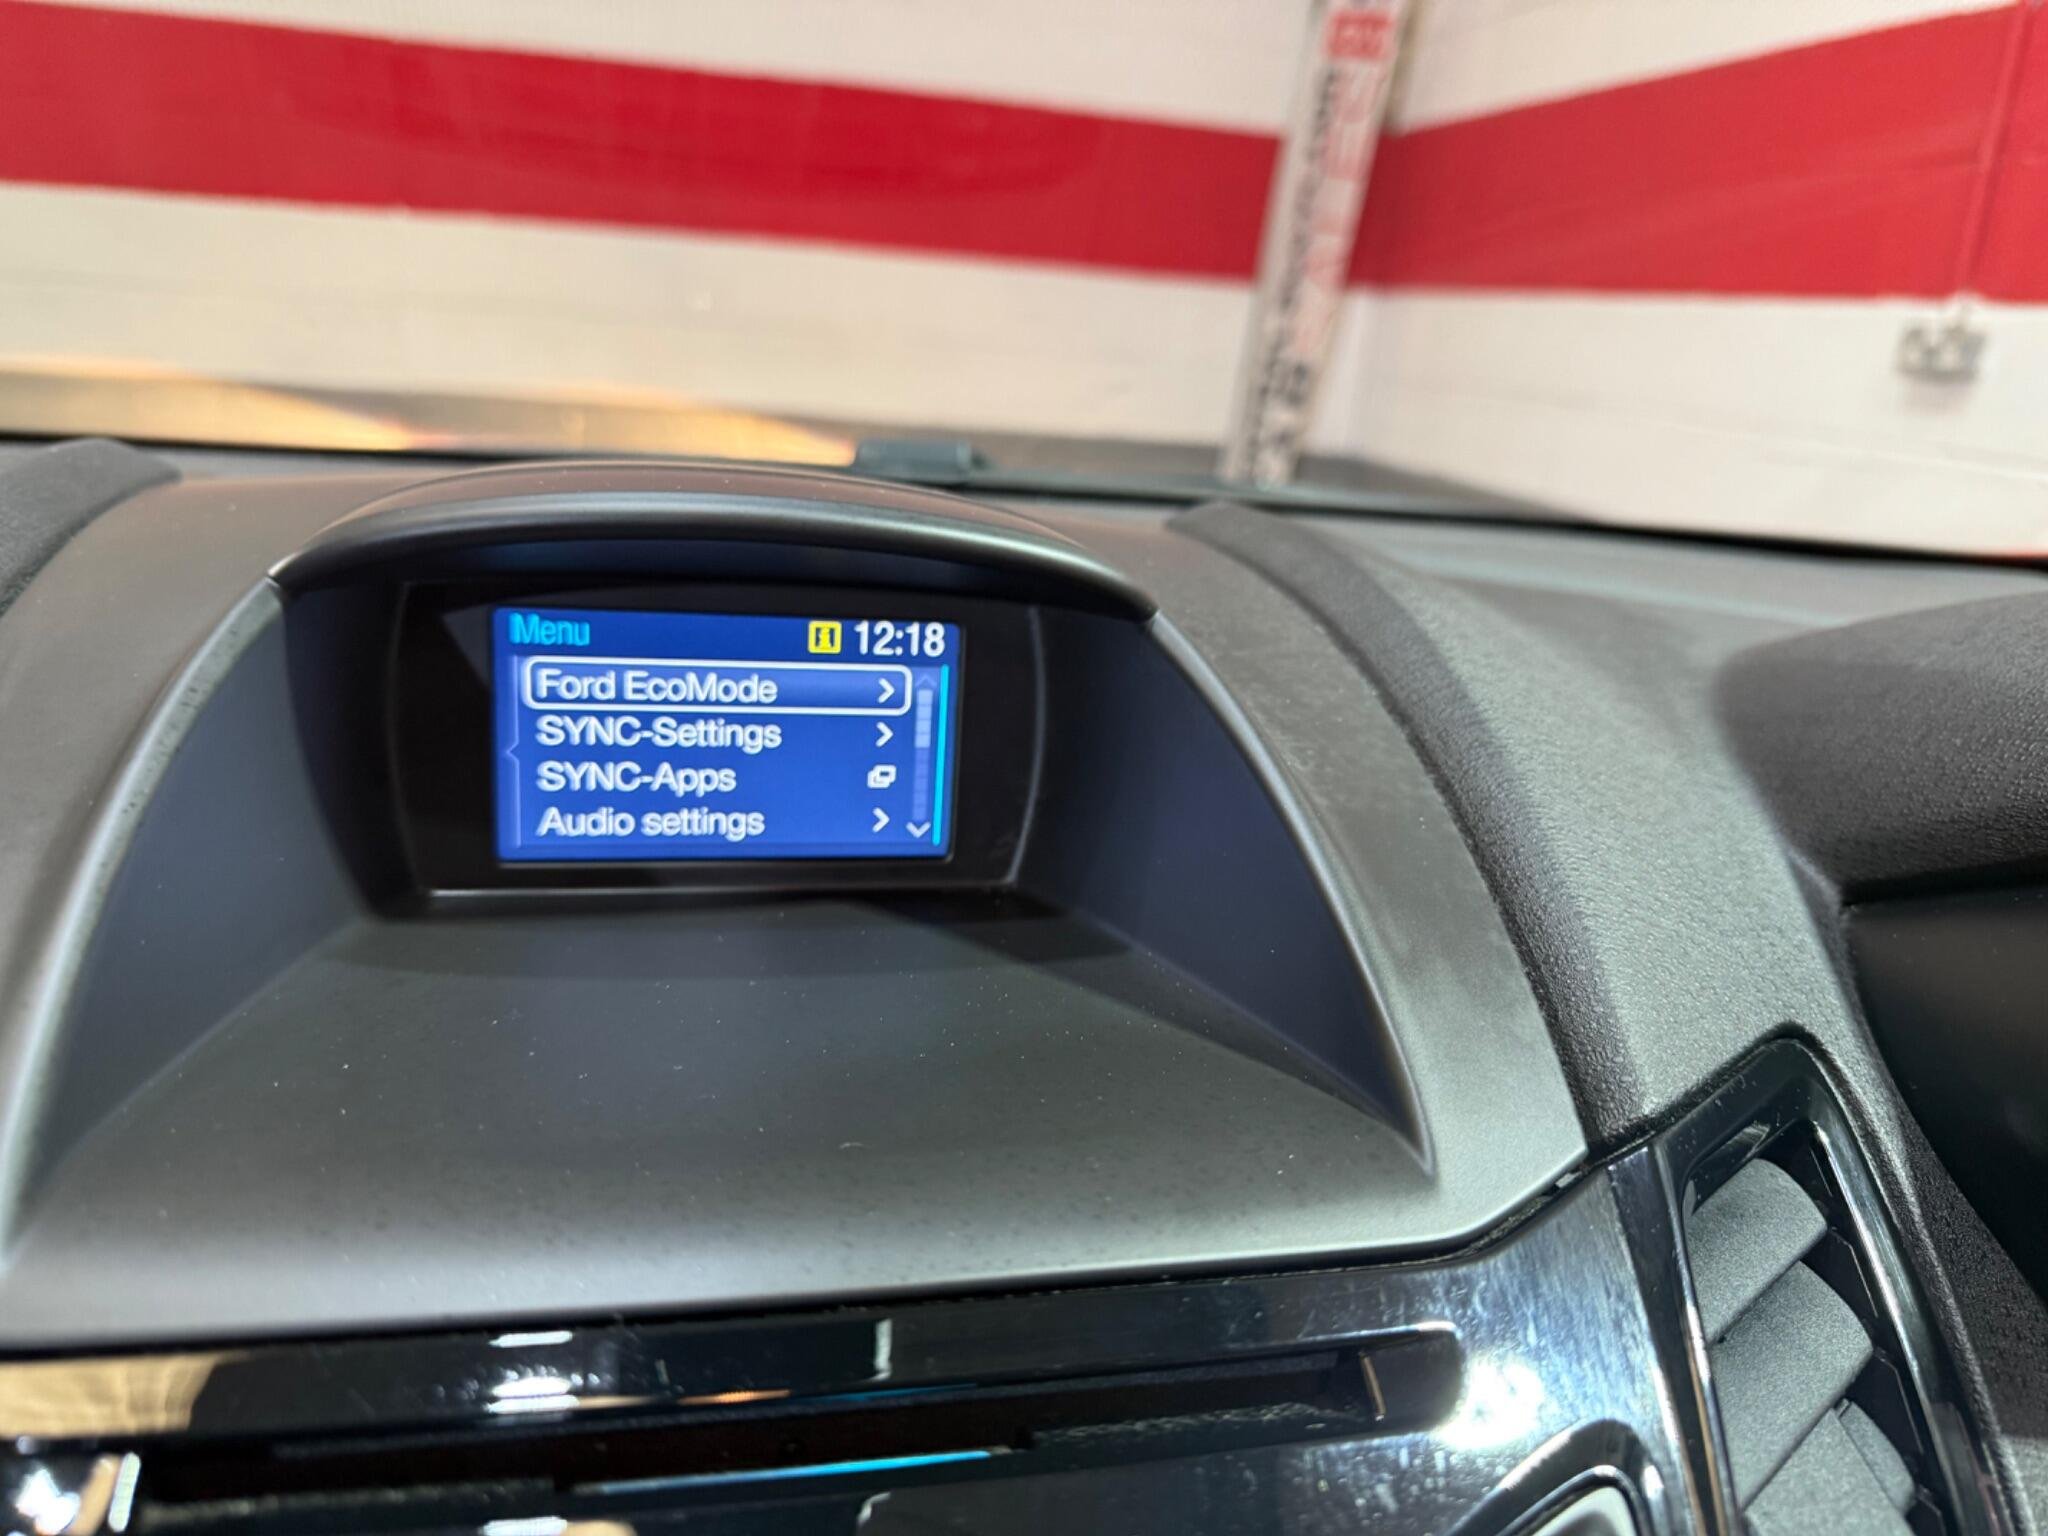 Menu
12:18
Ford EcoMode
SYNC-Settings
SYNC-Apps
Audio settings